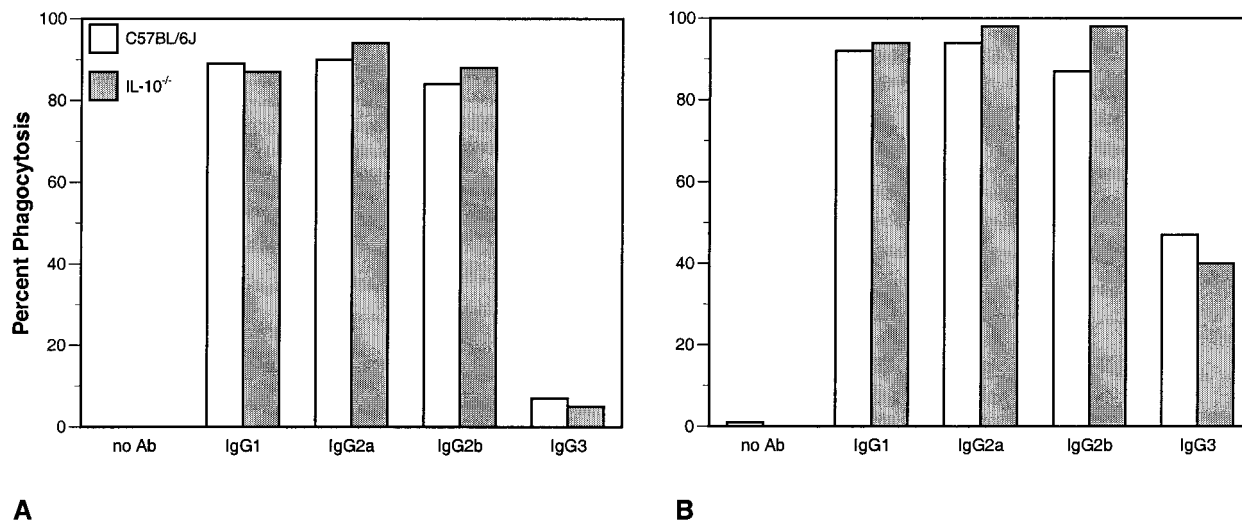 Percent Phagocytosis
100
80
60
40
20
0
C57BL/6J
IL-10-/-
no Ab IgG1 IgG2a IgG2b IgG3
A
100
80
60
40
20
0
no Ab IgG1 IgG2a IgG2b IgG3
B